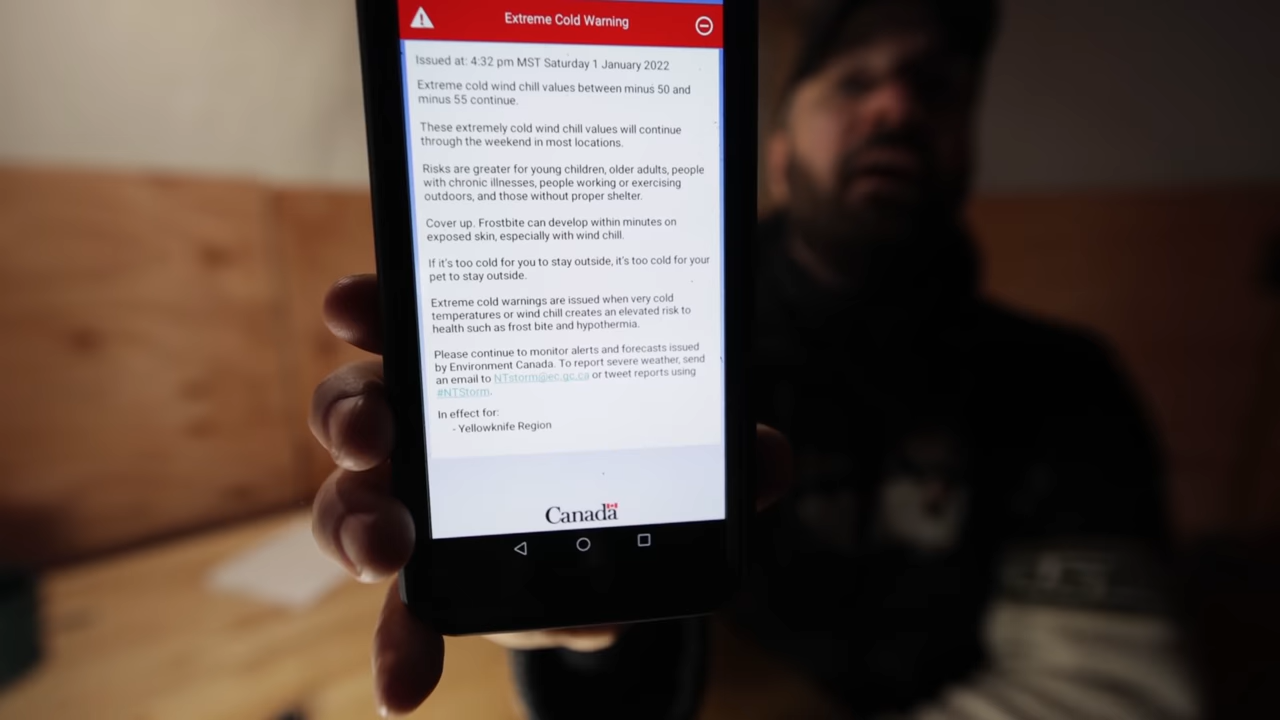 Extreme Cold Warning
Issued at: 4:32 pm MST Saturday 1 January 2022
Extreme cold wind chill values between minus 50 and
minus 55 continue.
These extremely cold wind chill values will continue
through the weekend in most locations.
Risks are greater for young children, older adults, people
with chronic illnesses, people working or exercising
outdoors, and those without proper shelter.
Cover up. Frostbite can develop within minutes on
exposed skin, especially with wind chill.
If it's too cold for you to stay outside, it's too cold for your
pet to stay outside.
Extreme cold warnings are issued when very cold
temperatures or wind chill creates an elevated risk to
health such as frost bite and hypothermia.
Please continue to monitor alerts and forecasts issued
by Environment Canada. To report severe weather, send
an email to NTstorm@ec.gc.ca or tweet reports using
#NTStorm.
In effect for:
- Yellowknife Region
Canada